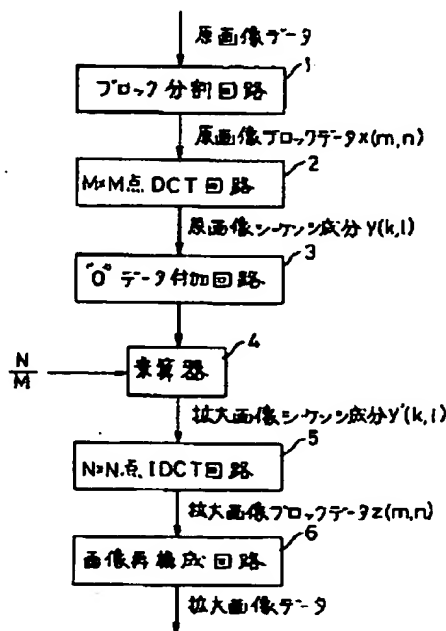 原画像データ
1
ブロック分割回路
原画像ブロックデータx(m,n)
2
M×M点DCT回路
原画像シーケンシ成分y(k,l)
3
"0"データ付加回路
4
N
M
乗算器
拡大画像シーケンシ成分y'(k,l)
5
N×N点IDCT回路
拡大画像ブロックデータz(m,n)
6
画像再構成回路
拡大画像データ